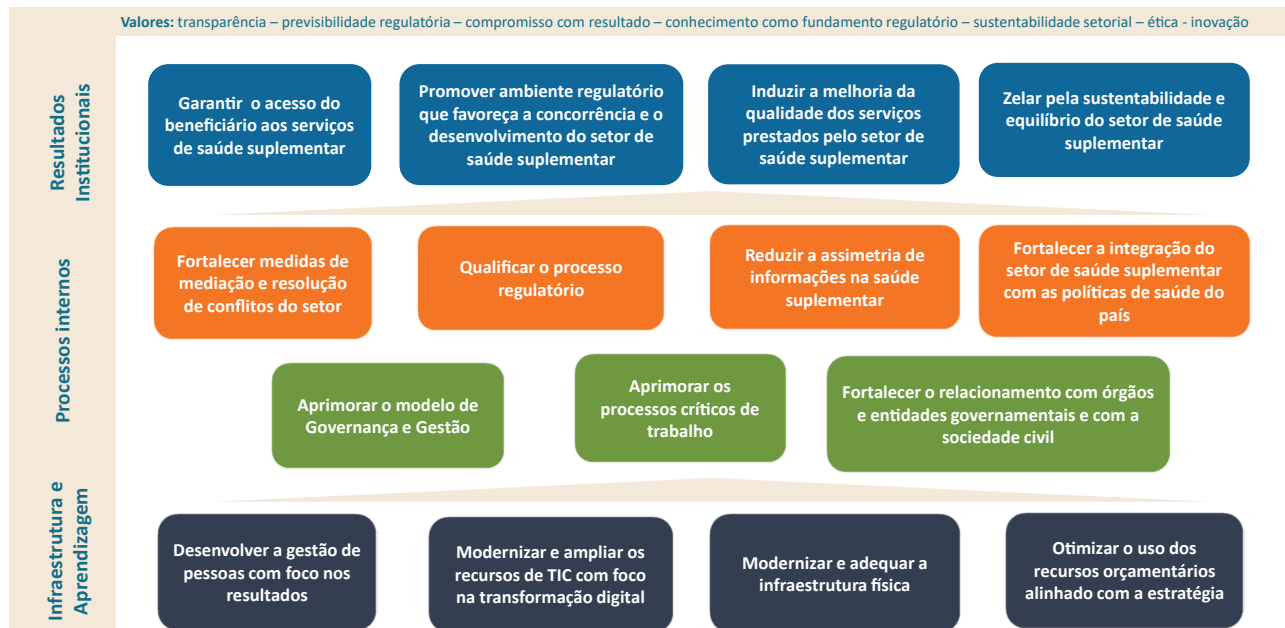 Valores: transparência – previsibilidade regulatória – compromisso com resultado – conhecimento como fundamento regulatório – sustentabilidade setorial – ética - inovação
Resultados
Institucionais
Garantir o acesso do
beneficiário aos serviços
de saúde suplementar
Promover ambiente regulatório
que favoreça a concorrência e o
desenvolvimento do setor de
saúde suplementar
Induzir a melhoria da
qualidade dos serviços
prestados pelo setor de
saúde suplementar
Zelar pela sustentabilidade e
equilíbrio do setor de saúde
suplementar
Processos internos
Fortalecer medidas de
mediação e resolução
de conflitos do setor
Qualificar o processo
regulatório
Reduzir a assimetria de
informações na saúde
suplementar
Fortalecer a integração do
setor de saúde suplementar
com as políticas de saúde do
país
Aprimorar o modelo de
Governança e Gestão
Aprimorar os
processos críticos de
trabalho
Fortalecer o relacionamento com órgãos
e entidades governamentais e com a
sociedade civil
Infraestrutura e
Aprendizagem
Desenvolver a gestão de
pessoas com foco nos
resultados
Modernizar e ampliar os
recursos de TIC com foco
na transformação digital
Modernizar e adequar a
infraestrutura física
Otimizar o uso dos
recursos orçamentários
alinhado com a estratégia